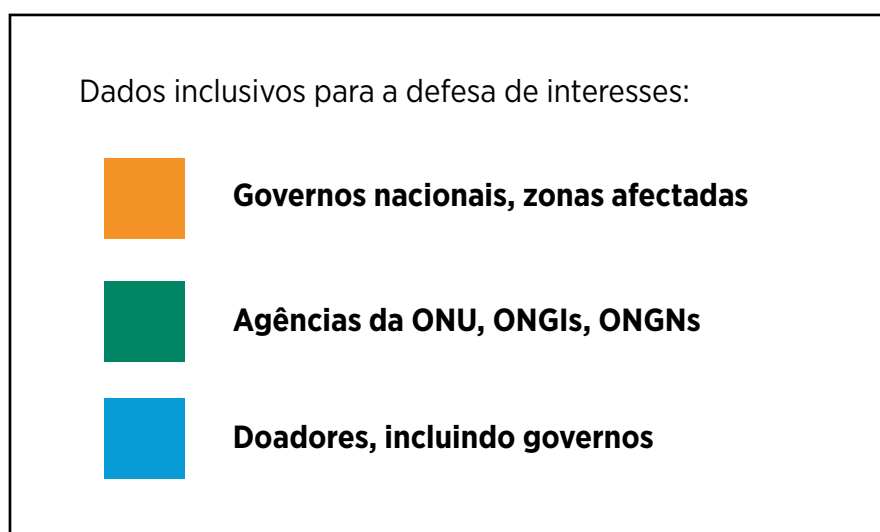 Dados inclusivos para a defesa de interesses:
Governos nacionais, zonas afectadas
Agências da ONU, ONGIs, ONGNs
Doadores, incluindo governos